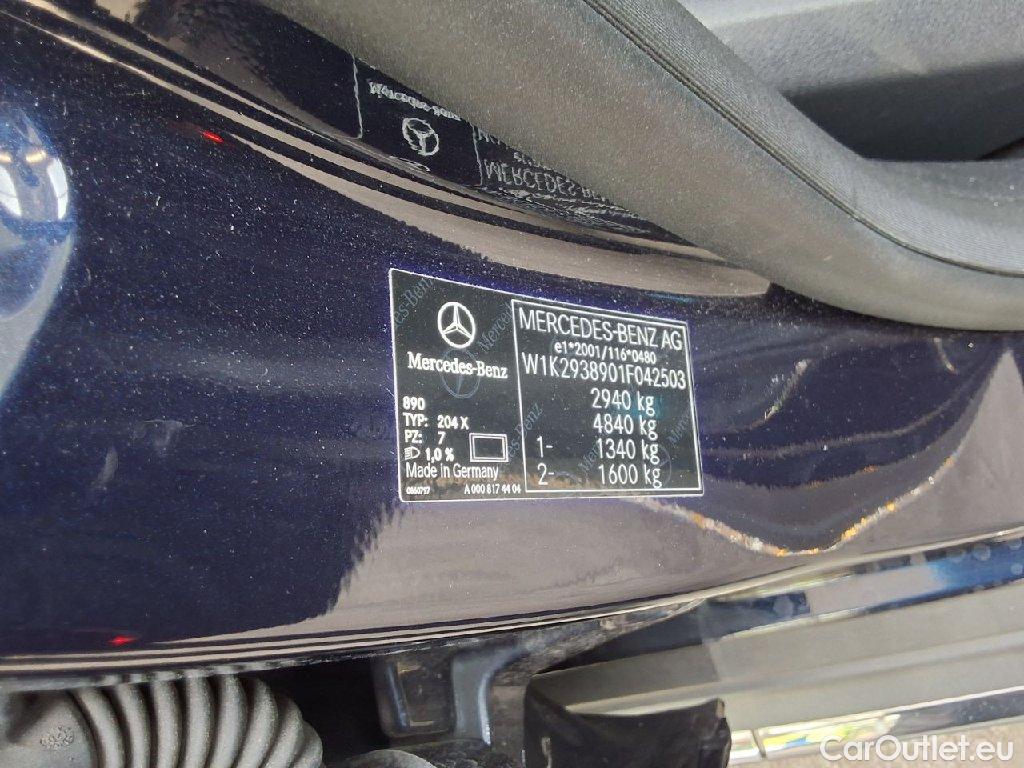 Mercedes-Benz
MERCEDES-BENZ AG
e1*2001/116*0480
W1K2938901F042503
2940 kg
4840 kg
1- 1340 kg
2- 1600 kg
890
TYP: 204 X
PZ: 7
1,0 %
Made in Germany
A 000 817 44 04
CarOutlet.eu